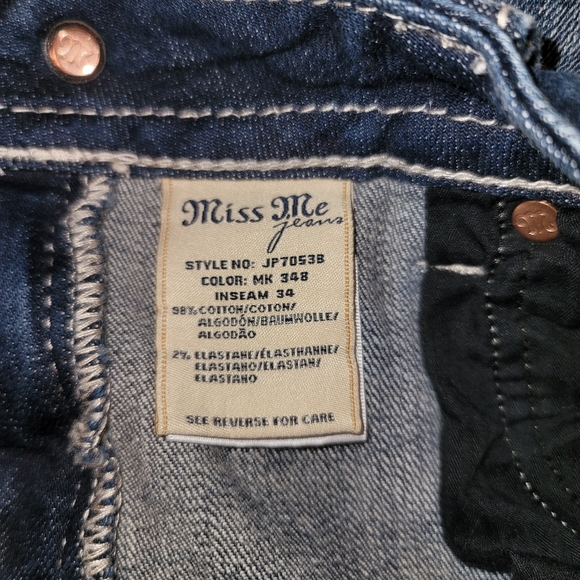 Miss Me
jeans
STYLE NO: JP7053B
COLOR: MK 348
INSEAM 34
98% COTTON/COTON/
ALGODÓN/BAUMWOLLE/
ALGODÃO
2% ELASTANE/ÉLASTHANNE/
ELASTANO/ELASTAN/
ELASTANO
SEE REVERSE FOR CARE